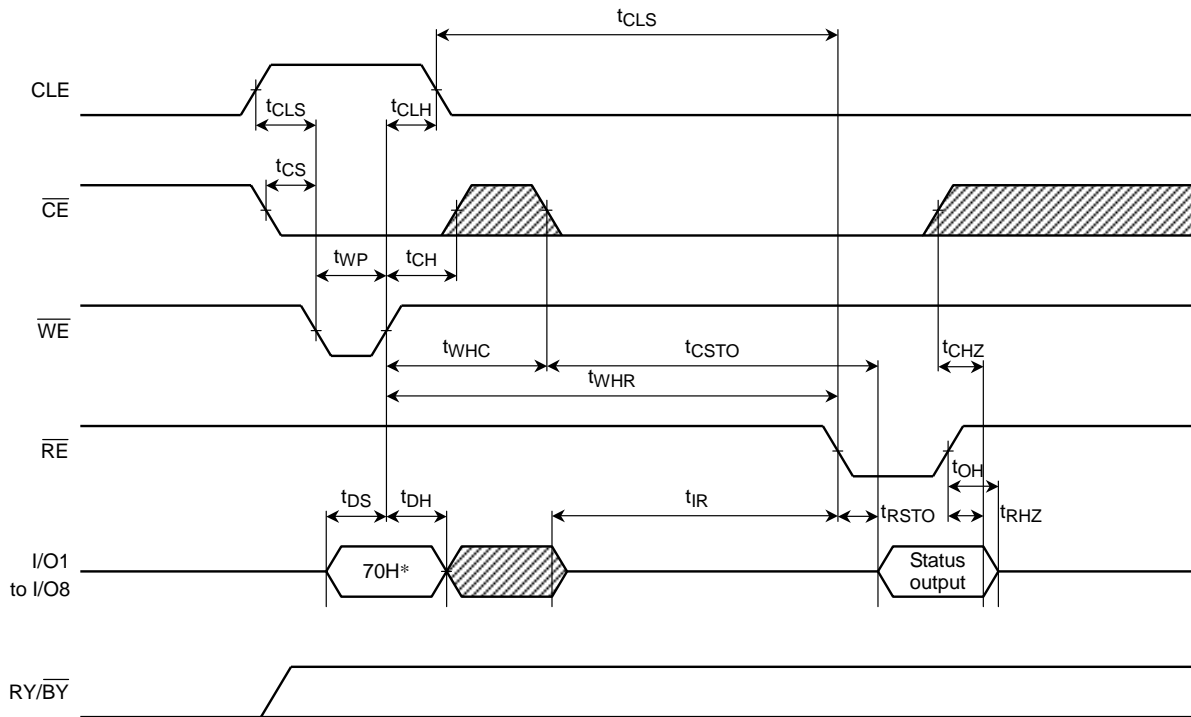 tCLS
CLE
tCLS
tCLH
tCS
CE
tWP
tCH
WE
tWHC
tCSTO
tCHZ
tWHR
RE
tOH
tDS
tDH
tIR
tRSTO
tRHZ
I/O1
to I/O8
70H*
Status
output
RY/BY